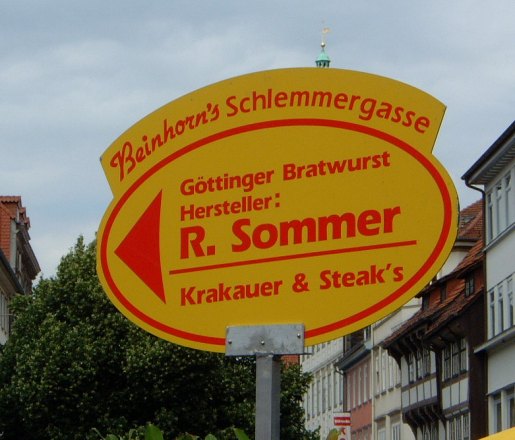 Beinhorn's Schlemmergasse
Göttinger Bratwurst
Hersteller:
R. Sommer
Krakauer & Steak's